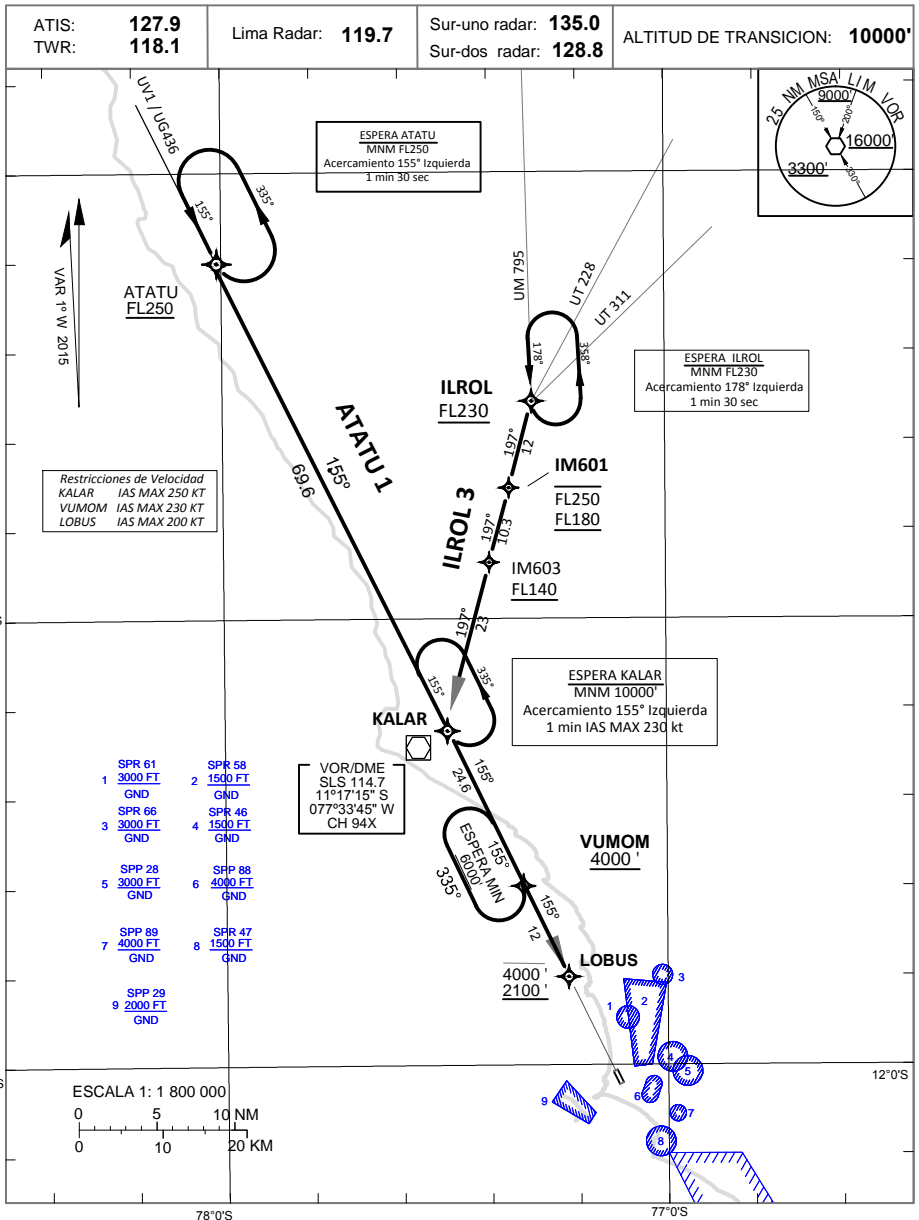 ATIS: 127.9
TWR: 118.1
Lima Radar: 119.7
Sur-uno radar: 135.0
Sur-dos radar: 128.8
ALTITUD DE TRANSICION: 10000'
25 NM MSA LIM VOR
9000'
150°
200°
16000'
3300'
330°
UV1 / UG436
ESPERA ATATU
MNM FL250
Acercamiento 155° Izquierda
1 min 30 sec
155°
335°
VAR 1° W 2015
ATATU
FL250
UM 795
UT 228
UT 311
178°
358°
ESPERA ILROL
MNM FL230
Acercamiento 178° Izquierda
1 min 30 sec
ILROL
FL230
197°
12
ATATU 1
155º
69.6
IM601
FL250
FL180
Restricciones de Velocidad
KALAR IAS MAX 250 KT
VUMOM IAS MAX 230 KT
LOBUS IAS MAX 200 KT
ILROL 3
197°
10.3
IM603
FL140
197°
23
155°
335°
ESPERA KALAR
MNM 10000'
Acercamiento 155° Izquierda
1 min IAS MAX 230 kt
KALAR
VOR/DME
SLS 114.7
11°17'15" S
077°33'45" W
CH 94X
155º
24.6
1 SPR 61
3000 FT
GND
2 SPR 58
1500 FT
GND
3 SPR 66
3000 FT
GND
4 SPR 46
1500 FT
GND
5 SPP 28
3000 FT
GND
6 SPP 88
4000 FT
GND
7 SPP 89
4000 FT
GND
8 SPR 47
1500 FT
GND
9 SPP 29
2000 FT
GND
ESPERA MIN
6000'
155°
335°
VUMOM
4000 '
155º
12
LOBUS
4000 '
2100 '
1
2
3
4
5
6
7
8
9
S
S
12°0'S
ESCALA 1: 1 800 000
0 5 10 NM
0 10 20 KM
78°0'S
77°0'S